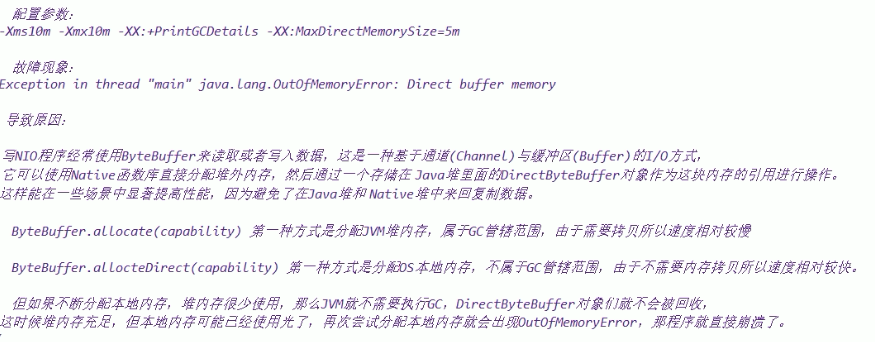 配置参数:
-Xms10m -Xmx10m -XX:+PrintGCDetails -XX:MaxDirectMemorySize=5m
故障现象:
Exception in thread "main" java.lang.OutOfMemoryError: Direct buffer memory
导致原因:
写NIO程序经常使用ByteBuffer来读取或者写入数据，这是一种基于通道(Channel)与缓冲区(Buffer)的I/O方式，
它可以使用Native函数库直接分配堆外内存，然后通过一个存储在 Java堆里面的DirectByteBuffer对象作为这块内存的引用进行操作。
这样能在一些场景中显著提高性能，因为避免了在Java堆和 Native堆中来回复制数据。
ByteBuffer.allocate(capability) 第一种方式是分配JVM堆内存，属于GC管辖范围，由于需要拷贝所以速度相对较慢
ByteBuffer.allocteDirect(capability) 第一种方式是分配OS本地内存，不属于GC管辖范围，由于不需要内存拷贝所以速度相对较快。
但如果不断分配本地内存，堆内存很少使用，那么JVM就不需要执行GC，DirectByteBuffer对象们就不会被回收，
这时候堆内存充足，但本地内存可能已经使用光了，再次尝试分配本地内存就会出现OutOfMemoryError，那程序就直接崩溃了。